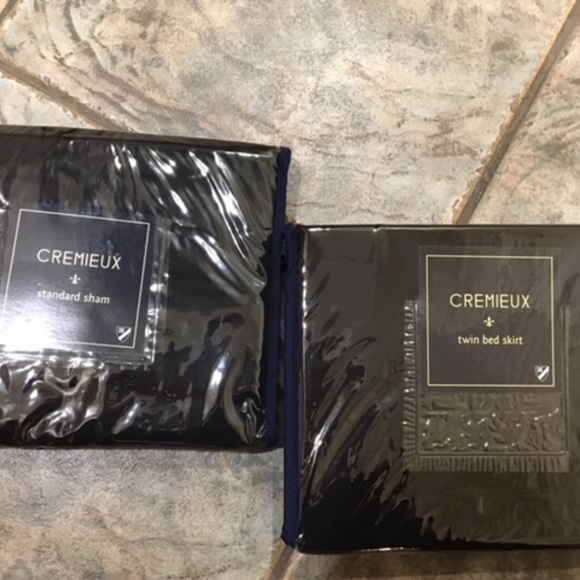 CREMIEUX
standard sham
CREMIEUX
twin bed skirt